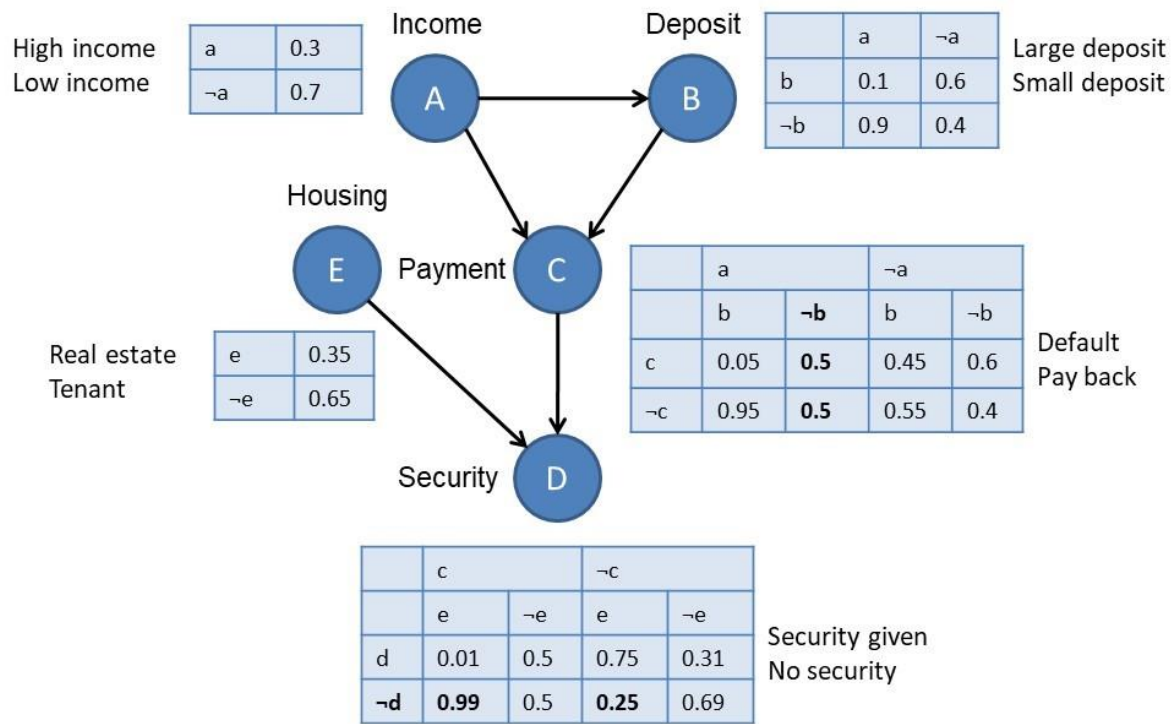 Income
Deposit
High income
Low income
a 0.3
¬a 0.7
A
B
a ¬a
b 0.1 0.6
¬b 0.9 0.4
Large deposit
Small deposit
Housing
E
Payment
C
Real estate
Tenant
e 0.35
¬e 0.65
a ¬a
b ¬b b ¬b
c 0.05 0.5 0.45 0.6
¬c 0.95 0.5 0.55 0.4
Default
Pay back
Security
D
c ¬c
e ¬e e ¬e
d 0.01 0.5 0.75 0.31
¬d 0.99 0.5 0.25 0.69
Security given
No security